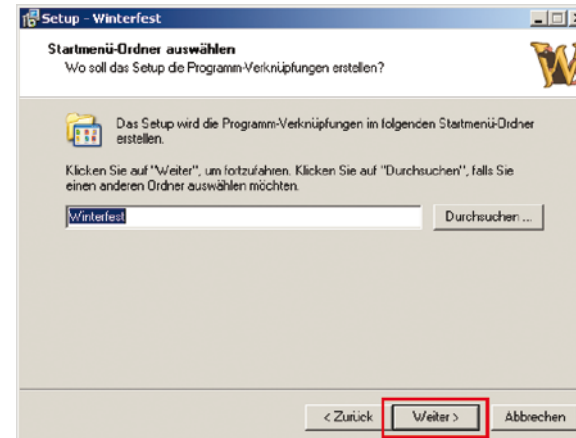 Setup - Winterfest
Startmenü-Ordner auswählen
Wo soll das Setup die Programm-Verknüpfungen erstellen?
W
Das Setup wird die Programm-Verknüpfungen im folgenden Startmenü-Ordner
erstellen.
Klicken Sie auf "Weiter", um fortzufahren. Klicken Sie auf "Durchsuchen", falls Sie
einen anderen Ordner auswählen möchten.
Winterfest
Durchsuchen ...
< Zurück
Weiter >
Abbrechen